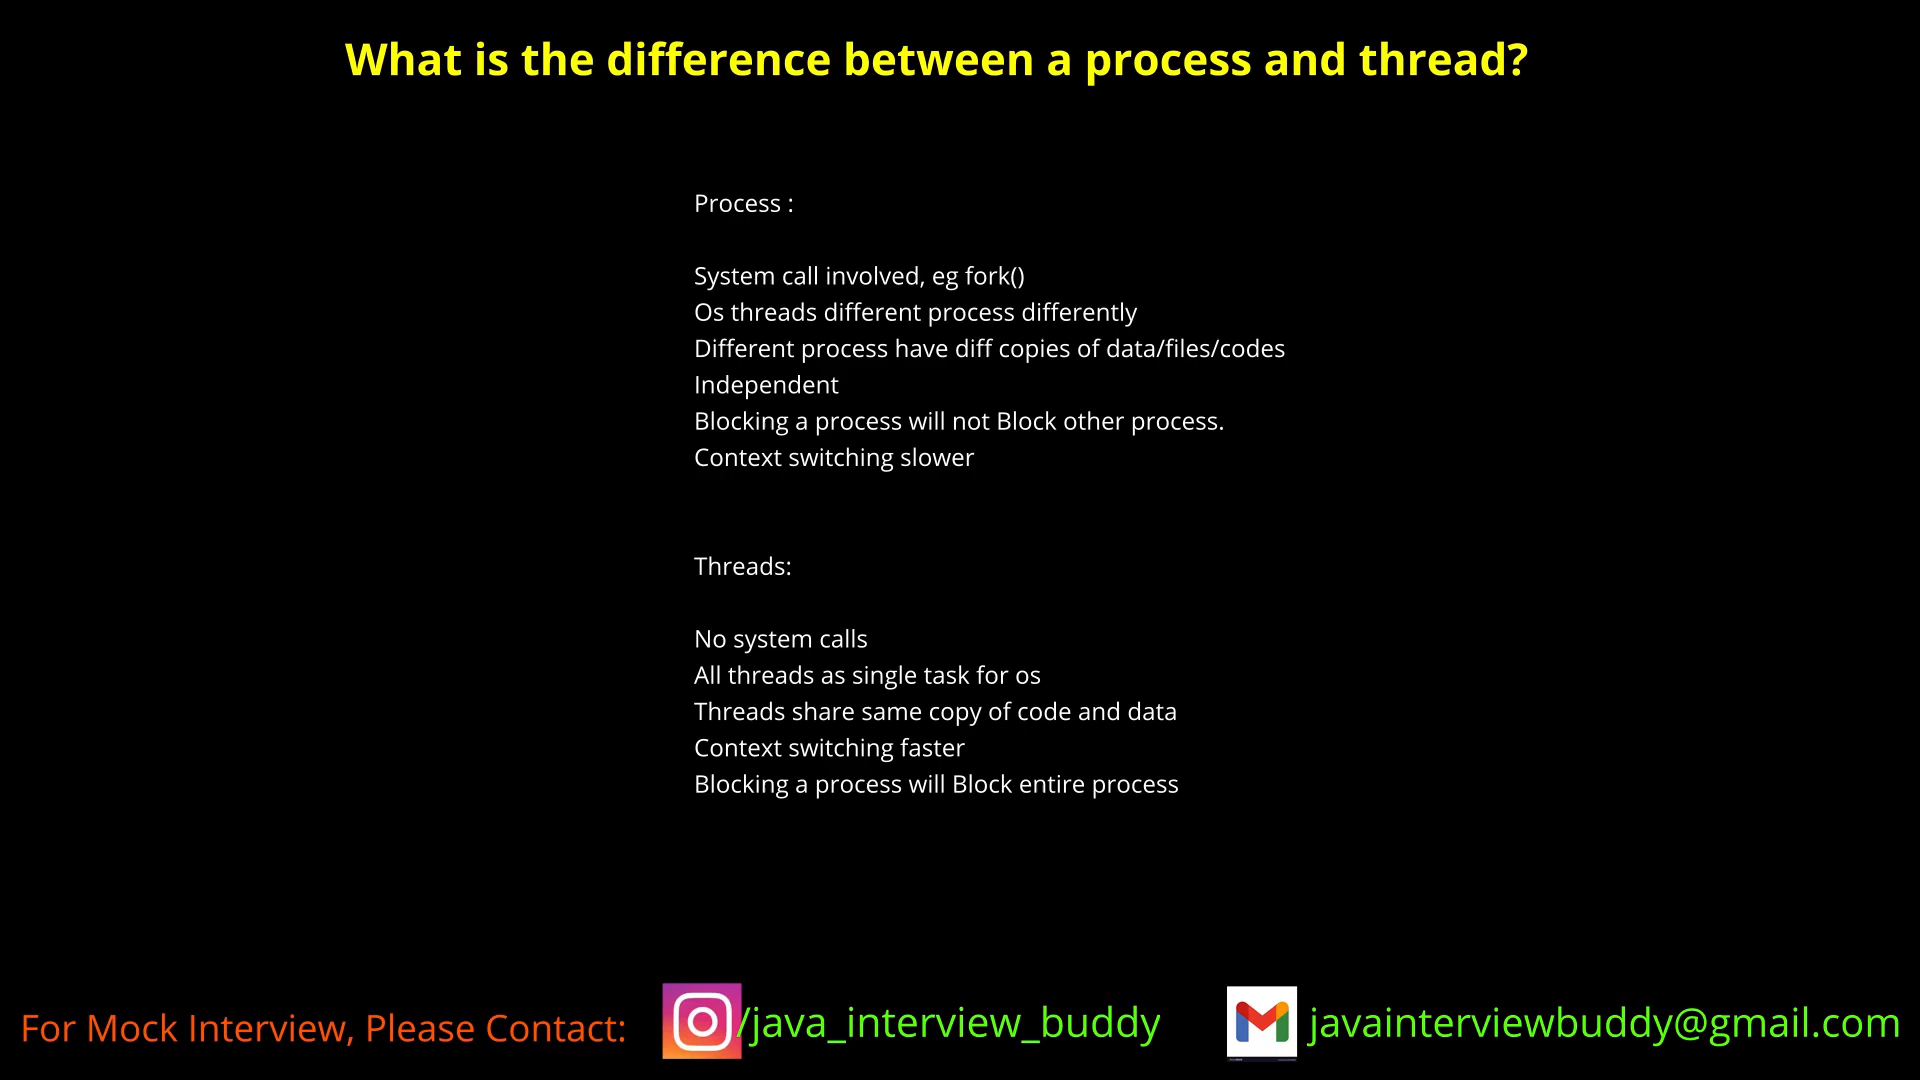 What is the difference between a process and thread?
Process :
System call involved, eg fork()
Os threads different process differently
Different process have diff copies of data/files/codes
Independent
Blocking a process will not Block other process.
Context switching slower
Threads:
No system calls
All threads as single task for os
Threads share same copy of code and data
Context switching faster
Blocking a process will Block entire process
For Mock Interview, Please Contact: /java_interview_buddy javainterviewbuddy@gmail.com